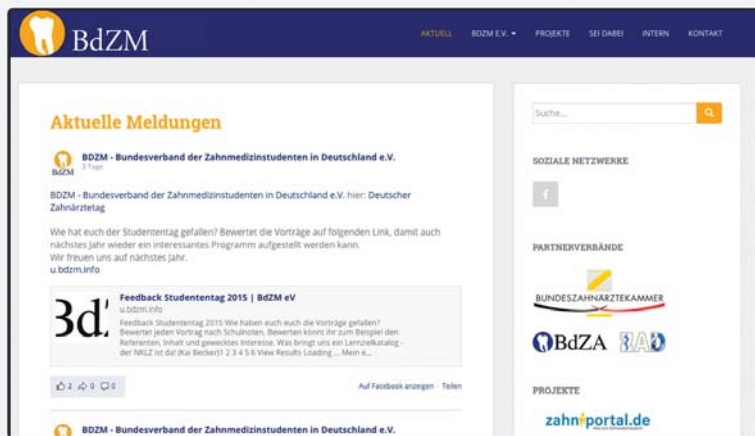 BdZM
AKTUELL BDZM E.V. PROJEKTE SEI DABEI INTERN KONTAKT
Aktuelle Meldungen
BDZM - Bundesverband der Zahnmedizinstudenten in Deutschland e.V.
3 Tage
BDZM - Bundesverband der Zahnmedizinstudenten in Deutschland e.V. hier: Deutscher
Zahnärztetag
Wie hat euch der Studententag gefallen? Bewertet die Vorträge auf folgenden Link, damit auch
nächstes Jahr wieder ein interessantes Programm aufgestellt werden kann.
Wir freuen uns auf nächstes Jahr.
u.bdzm.info
BdZ
Feedback Studententag 2015 | BdZM eV
u.bdzm.info
Feedback Studententag 2015 Wie haben euch euch die Vorträge gefallen?
Bewertet jeden Vortrag nach Schulnoten. Bewerten könnt ihr zum Beispiel den
Referenten, Inhalt und gewecktes Interesse. Was bringt uns ein Lernzielkatalog -
der NKLZ ist da! (Kai Becker)1 2 3 4 5 6 View Results Loading ... Mein e...
2 0 0
Auf Facebook anzeigen · Teilen
BDZM - Bundesverband der Zahnmedizinstudenten in Deutschland e.V.
Suche...
SOZIALE NETZWERKE
f
PARTNERVERBÄNDE
BUNDESZAHNÄRZTEKAMMER
BdZA
PROJEKTE
zahniportal.de